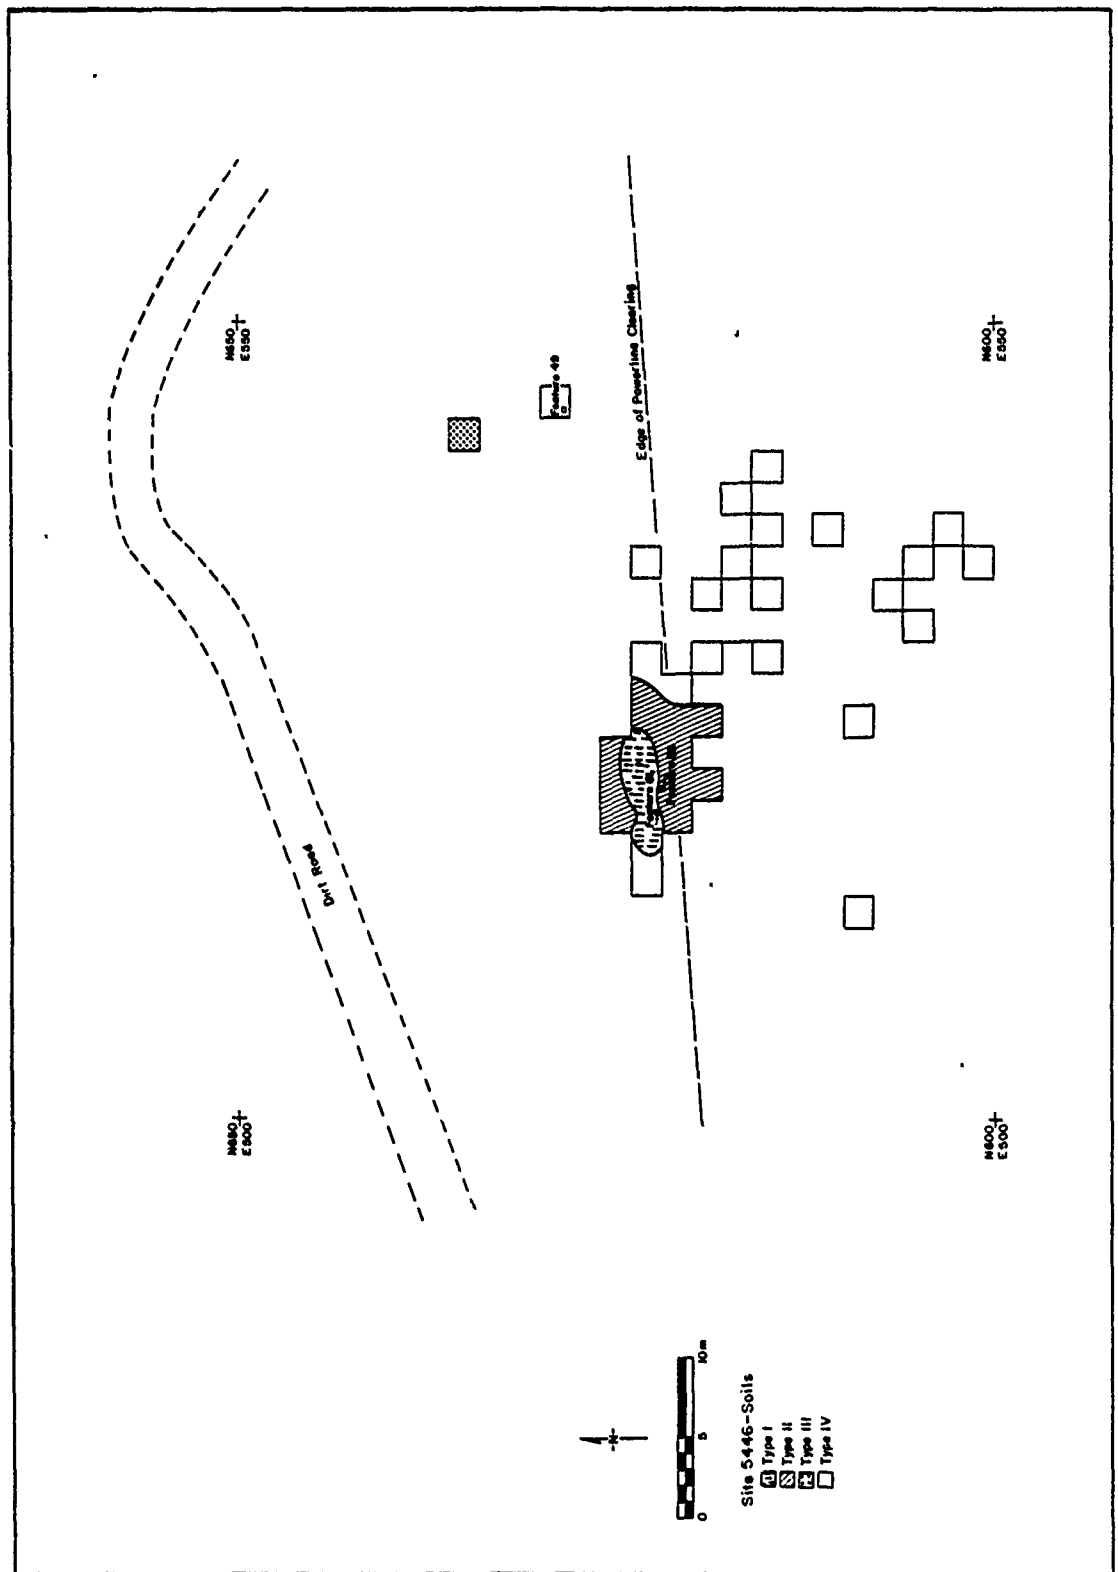 N650
E500
N650
E550
Dirt Road
Feature 49
Edge of Powerline Clearing
N600
E500
N600
E550
-N-
0 5 10m
Site 5446-Soils
Type I
Type II
Type III
Type IV